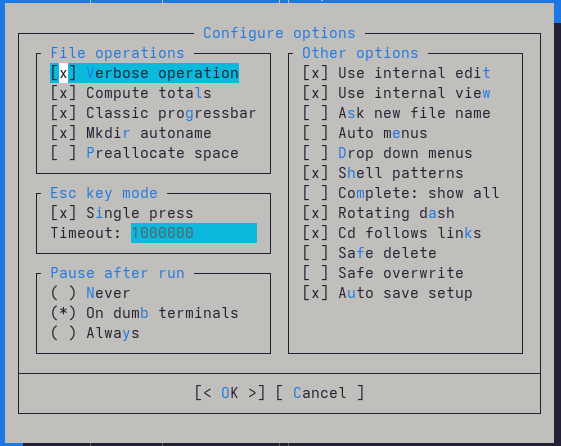 Configure options
File operations
[x] Verbose operation
[x] Compute totals
[x] Classic progressbar
[x] Mkdir autoname
[ ] Preallocate space
Esc key mode
[x] Single press
Timeout: 1000000
Pause after run
( ) Never
(*) On dumb terminals
( ) Always
Other options
[x] Use internal edit
[x] Use internal view
[ ] Ask new file name
[ ] Auto menus
[ ] Drop down menus
[x] Shell patterns
[ ] Complete: show all
[x] Rotating dash
[x] Cd follows links
[ ] Safe delete
[ ] Safe overwrite
[x] Auto save setup
[< OK >] [ Cancel ]